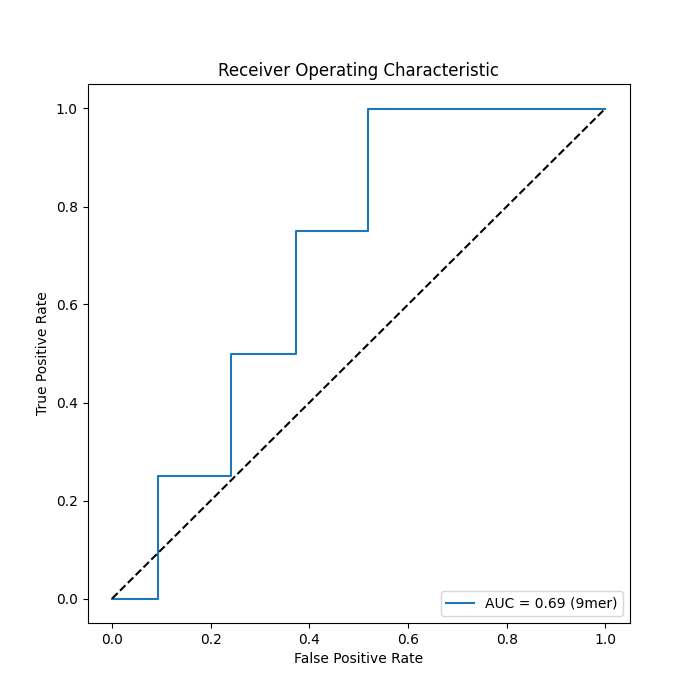 Receiver Operating Characteristic
1.0
0.8
0.6
0.4
0.2
0.0
True Positive Rate
AUC = 0.69 (9mer)
0.0 0.2 0.4 0.6 0.8 1.0
False Positive Rate